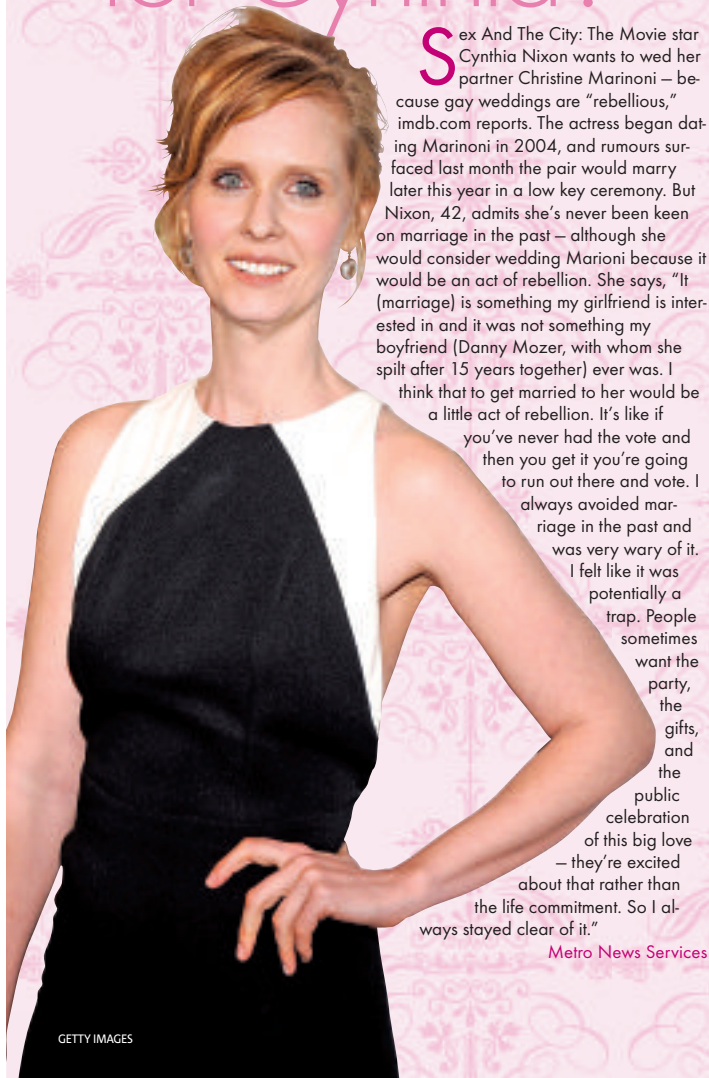 for Cynthia?
Sex And The City: The Movie star
Cynthia Nixon wants to wed her
partner Christine Marinoni – be-
cause gay weddings are “rebellious,”
imdb.com reports. The actress began dat-
ing Marinoni in 2004, and rumours sur-
faced last month the pair would marry
later this year in a low key ceremony. But
Nixon, 42, admits she’s never been keen
on marriage in the past – although she
would consider wedding Marioni because it
would be an act of rebellion. She says, “It
(marriage) is something my girlfriend is inter-
ested in and it was not something my
boyfriend (Danny Mozer, with whom she
spilt after 15 years together) ever was. I
think that to get married to her would be
a little act of rebellion. It’s like if
you’ve never had the vote and
then you get it you’re going
to run out there and vote. I
always avoided mar-
riage in the past and
was very wary of it.
I felt like it was
potentially a
trap. People
sometimes
want the
party,
the
gifts,
and
the
public
celebration
of this big love
– they’re excited
about that rather than
the life commitment. So I al-
ways stayed clear of it.”
Metro News Services
GETTY IMAGES